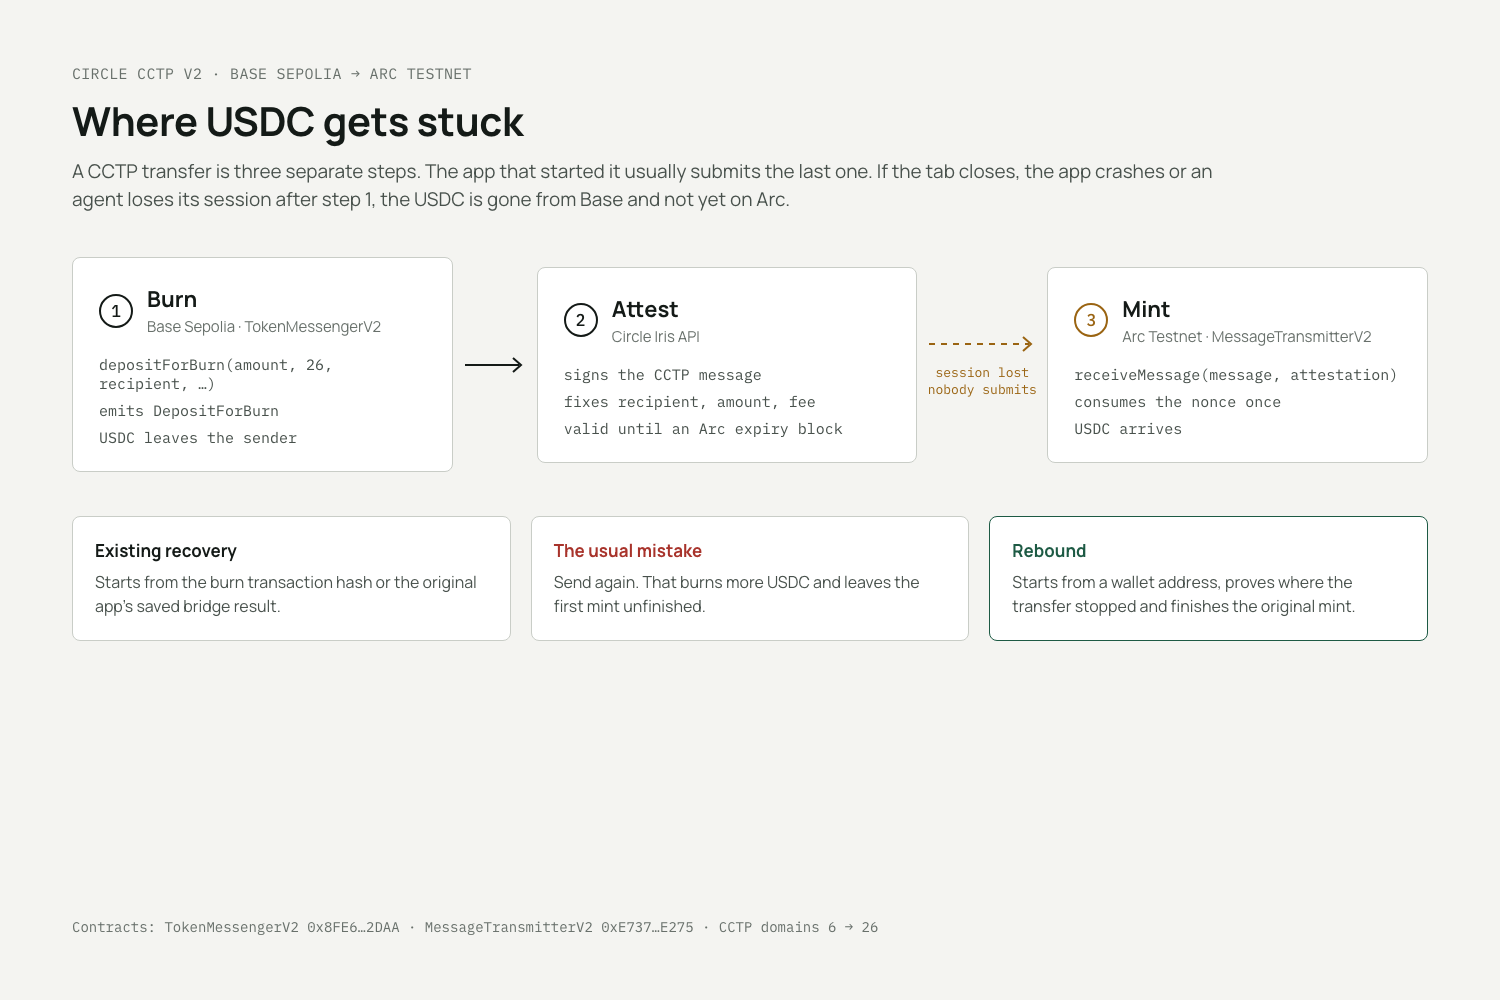 CIRCLE CCTP V2 · BASE SEPOLIA → ARC TESTNET
Where USDC gets stuck
A CCTP transfer is three separate steps. The app that started it usually submits the last one. If the tab closes, the app crashes or an
agent loses its session after step 1, the USDC is gone from Base and not yet on Arc.
1
Burn
Base Sepolia · TokenMessengerV2
depositForBurn(amount, 26,
recipient, …)
emits DepositForBurn
USDC leaves the sender
2
Attest
Circle Iris API
signs the CCTP message
fixes recipient, amount, fee
valid until an Arc expiry block
session lost
nobody submits
3
Mint
Arc Testnet · MessageTransmitterV2
receiveMessage(message, attestation)
consumes the nonce once
USDC arrives
Existing recovery
Starts from the burn transaction hash or the original
app's saved bridge result.
The usual mistake
Send again. That burns more USDC and leaves the
first mint unfinished.
Rebound
Starts from a wallet address, proves where the
transfer stopped and finishes the original mint.
Contracts: TokenMessengerV2 0x8FE6…2DAA · MessageTransmitterV2 0xE737…E275 · CCTP domains 6 → 26